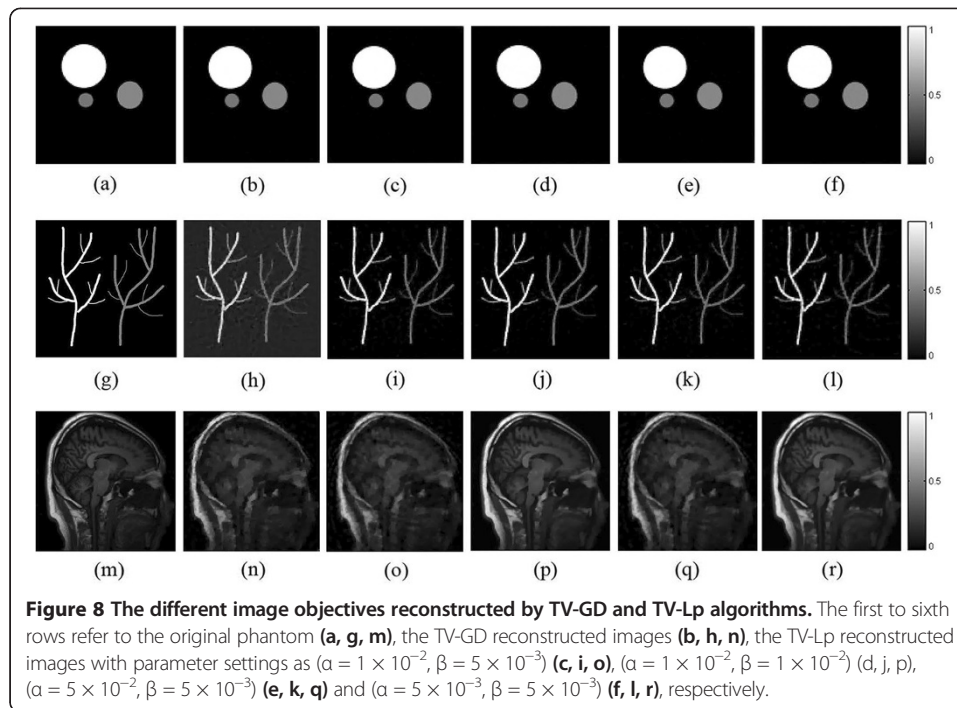 1
0.5
0
(a) (b) (c) (d) (e) (f)
1
0.5
0
(g) (h) (i) (j) (k) (l)
1
0.5
0
(m) (n) (o) (p) (q) (r)
Figure 8 The different image objectives reconstructed by TV-GD and TV-Lp algorithms. The first to sixth
rows refer to the original phantom (a, g, m), the TV-GD reconstructed images (b, h, n), the TV-Lp reconstructed
images with parameter settings as (α = 1 × 10⁻², β = 5 × 10⁻³) (c, i, o), (α = 1 × 10⁻², β = 1 × 10⁻²) (d, j, p),
(α = 5 × 10⁻², β = 5 × 10⁻³) (e, k, q) and (α = 5 × 10⁻³, β = 5 × 10⁻³) (f, l, r), respectively.